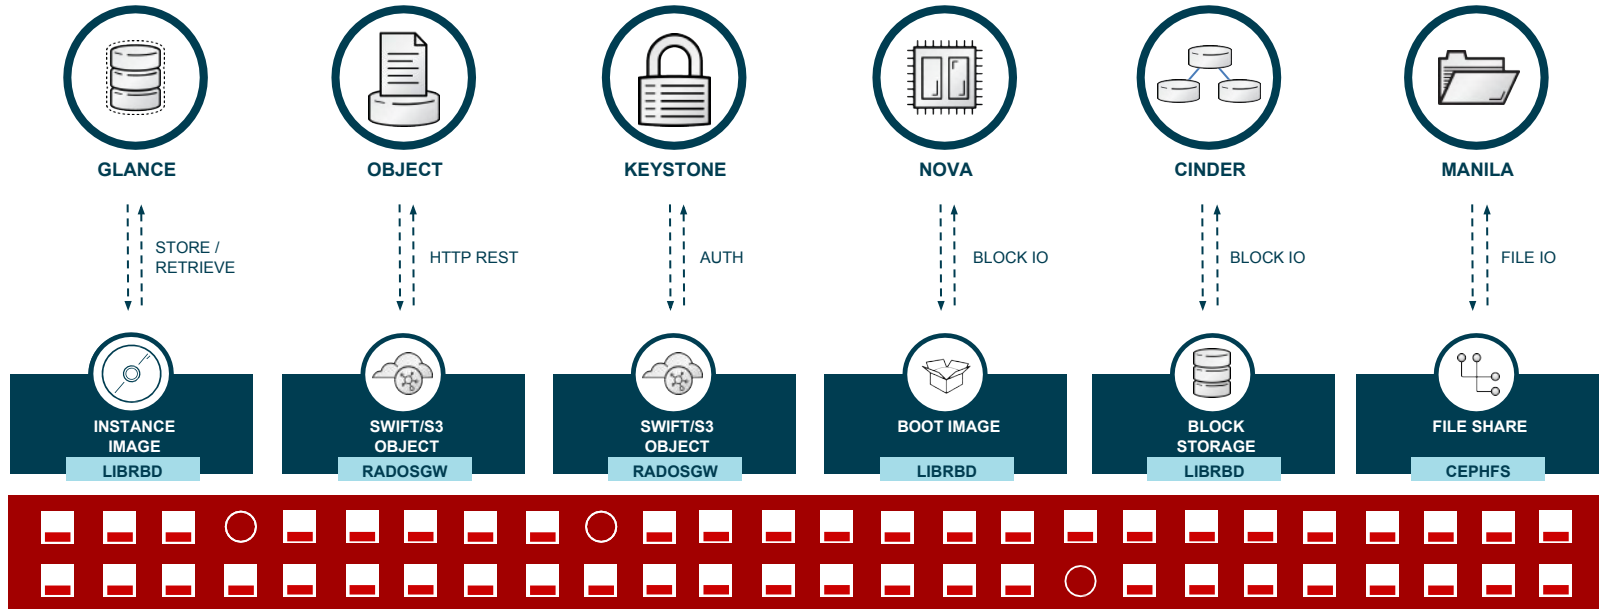 GLANCE
OBJECT
KEYSTONE
NOVA
CINDER
MANILA
STORE /
RETRIEVE
HTTP REST
AUTH
BLOCK IO
BLOCK IO
FILE IO
INSTANCE
IMAGE
LIBRBD
SWIFT/S3
OBJECT
RADOSGW
SWIFT/S3
OBJECT
RADOSGW
BOOT IMAGE
LIBRBD
BLOCK
STORAGE
LIBRBD
FILE SHARE
CEPHFS